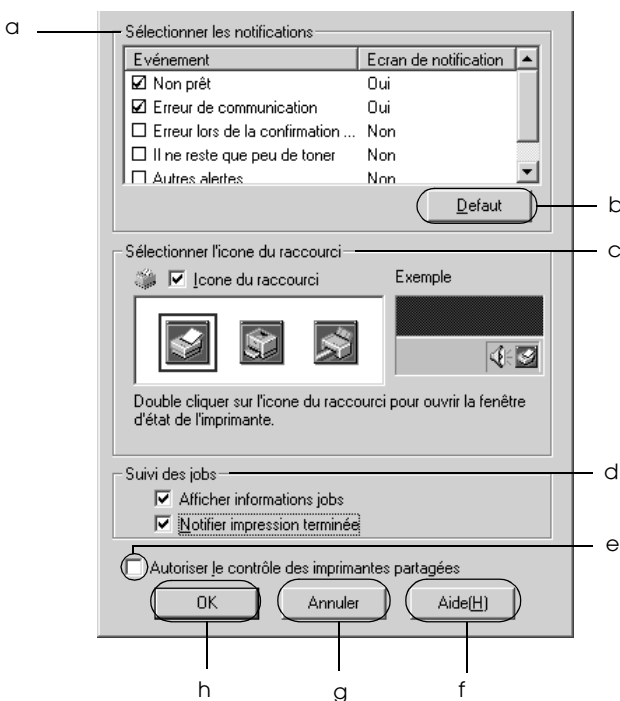 a
Sélectionner les notifications
Evénement Ecran de notification
Non prêt Oui
Erreur de communication Oui
Erreur lors de la confirmation ... Non
Il ne reste que peu de toner Non
Autres alertes Non
Defaut
b
Sélectionner l'icone du raccourci
c
Icone du raccourci
Exemple
Double cliquer sur l'icone du raccourci pour ouvrir la fenêtre
d'état de l'imprimante.
Suivi des jobs
d
Afficher informations jobs
Notifier impression terminée
e
Autoriser le contrôle des imprimantes partagées
OK Annuler Aide(H)
h g f